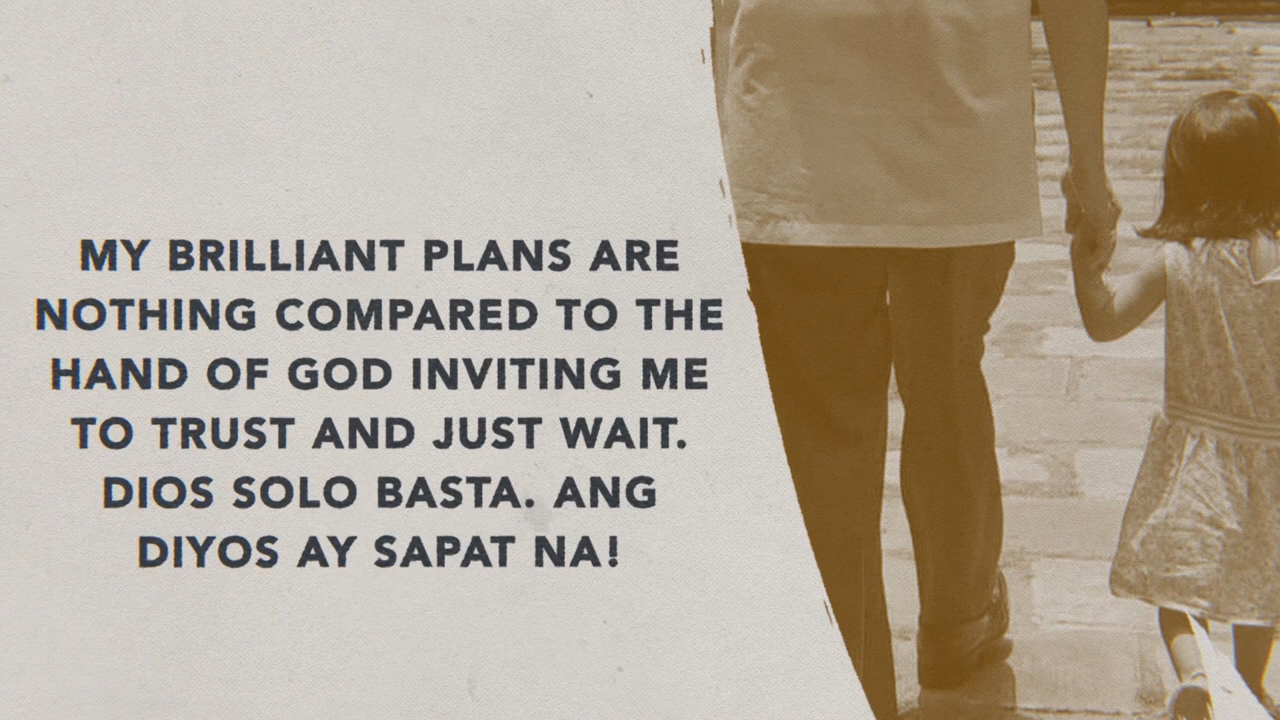 MY BRILLIANT PLANS ARE
NOTHING COMPARED TO THE
HAND OF GOD INVITING ME
TO TRUST AND JUST WAIT.
DIOS SOLO BASTA. ANG
DIYOS AY SAPAT NA!